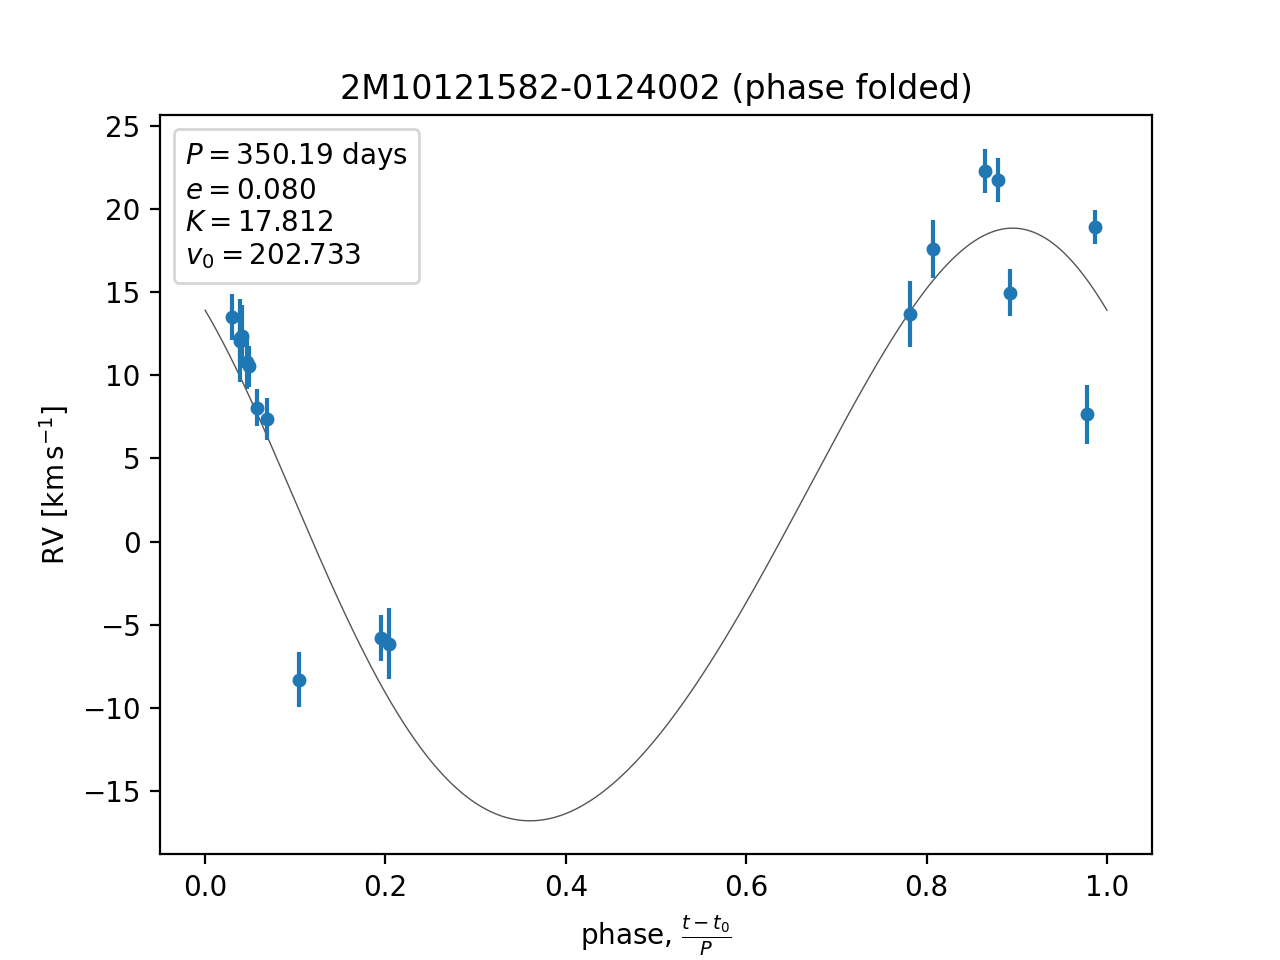 2M10121582-0124002 (phase folded)
P = 350.19 days
e = 0.080
K = 17.812
v₀ = 202.733
25
20
15
10
5
0
−5
−10
−15
RV [km s⁻¹]
0.0 0.2 0.4 0.6 0.8 1.0
phase, (t − t₀)/P